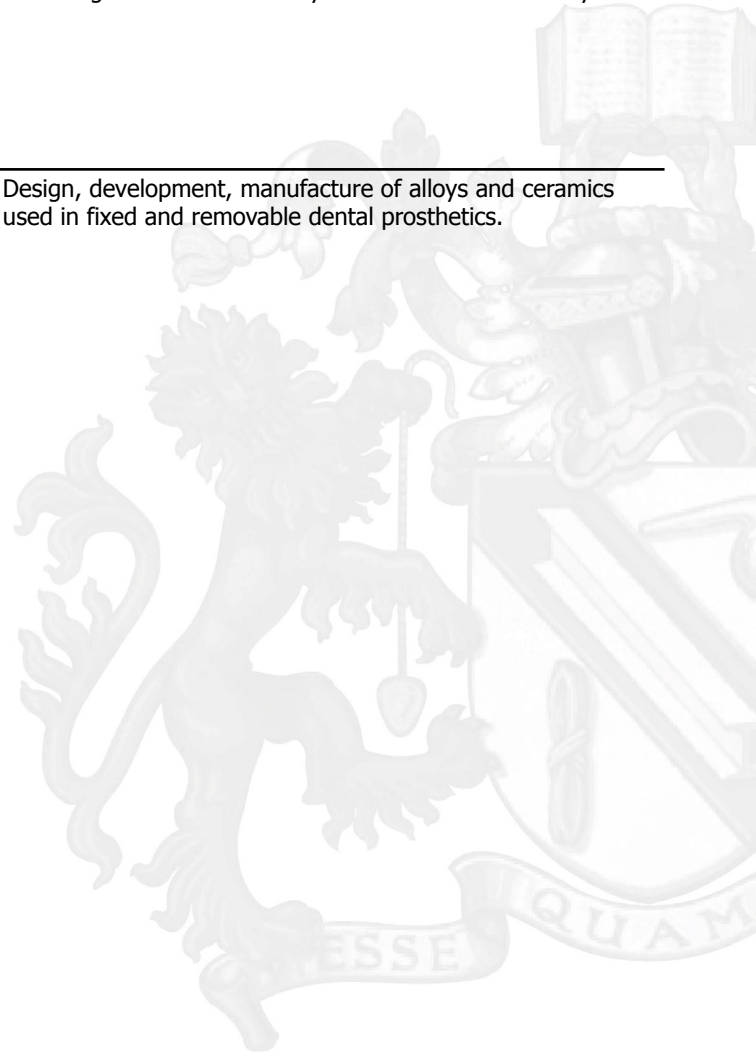 Design, development, manufacture of alloys and ceramics
used in fixed and removable dental prosthetics.
ESSE
QUAM